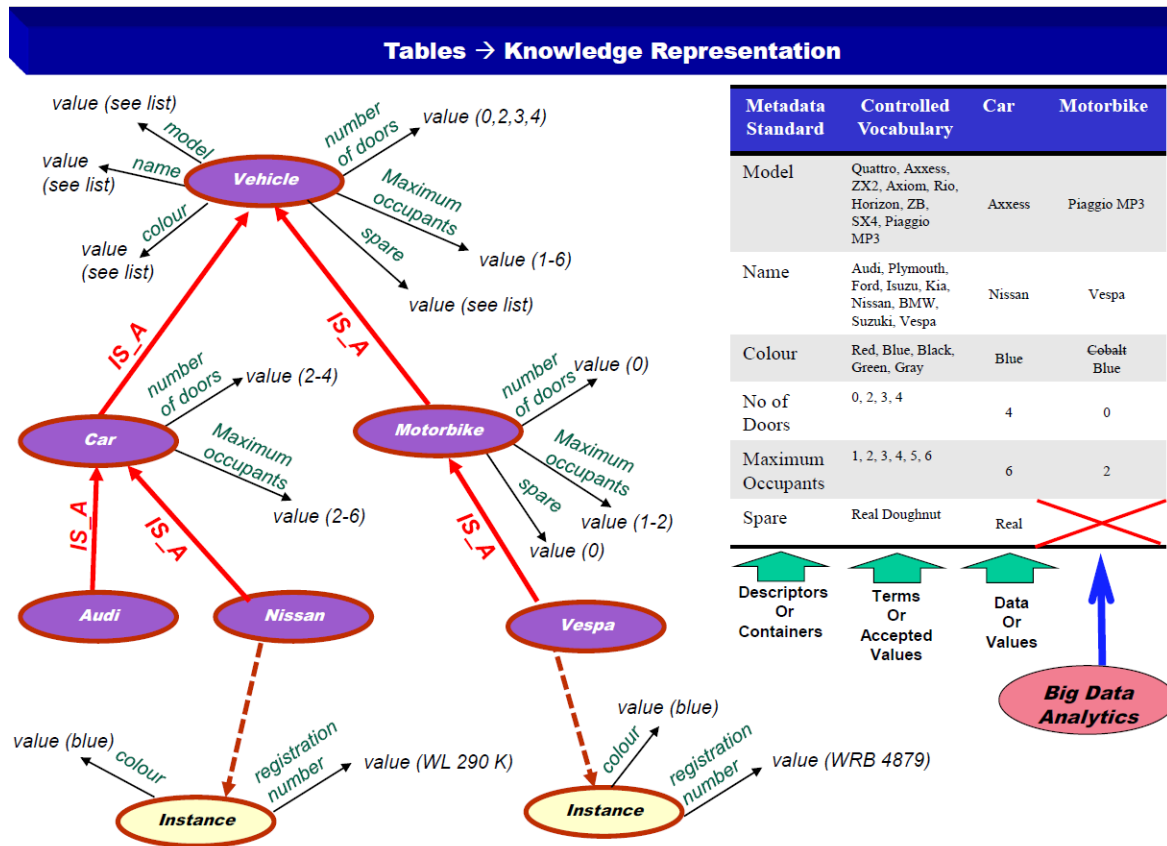 Tables → Knowledge Representation
value (see list)
model
number
of doors
value (0,2,3,4)
value
(see list)
name
Vehicle
Maximum
occupants
colour
value
(see list)
spare
value (1-6)
value (see list)
IS_A
IS_A
number
of doors
value (2-4)
number
of doors
value (0)
Car
Motorbike
Maximum
occupants
Maximum
occupants
spare
value (2-6)
value (1-2)
value (0)
IS_A
IS_A
IS_A
Audi
Nissan
Vespa
value (blue)
colour
registration
number
value (WL 290 K)
Instance
value (blue)
colour
registration
number
value (WRB 4879)
Instance
Metadata
Standard
Controlled
Vocabulary
Car
Motorbike
Model
Quattro, Axxess,
ZX2, Axiom, Rio,
Horizon, ZB,
SX4, Piaggio
MP3
Axxess
Piaggio MP3
Name
Audi, Plymouth,
Ford, Isuzu, Kia,
Nissan, BMW,
Suzuki, Vespa
Nissan
Vespa
Colour
Red, Blue, Black,
Green, Gray
Blue
Cobalt
Blue
No of
Doors
0, 2, 3, 4
4
0
Maximum
Occupants
1, 2, 3, 4, 5, 6
6
2
Spare
Real Doughnut
Real
Descriptors
Or
Containers
Terms
Or
Accepted
Values
Data
Or
Values
Big Data
Analytics